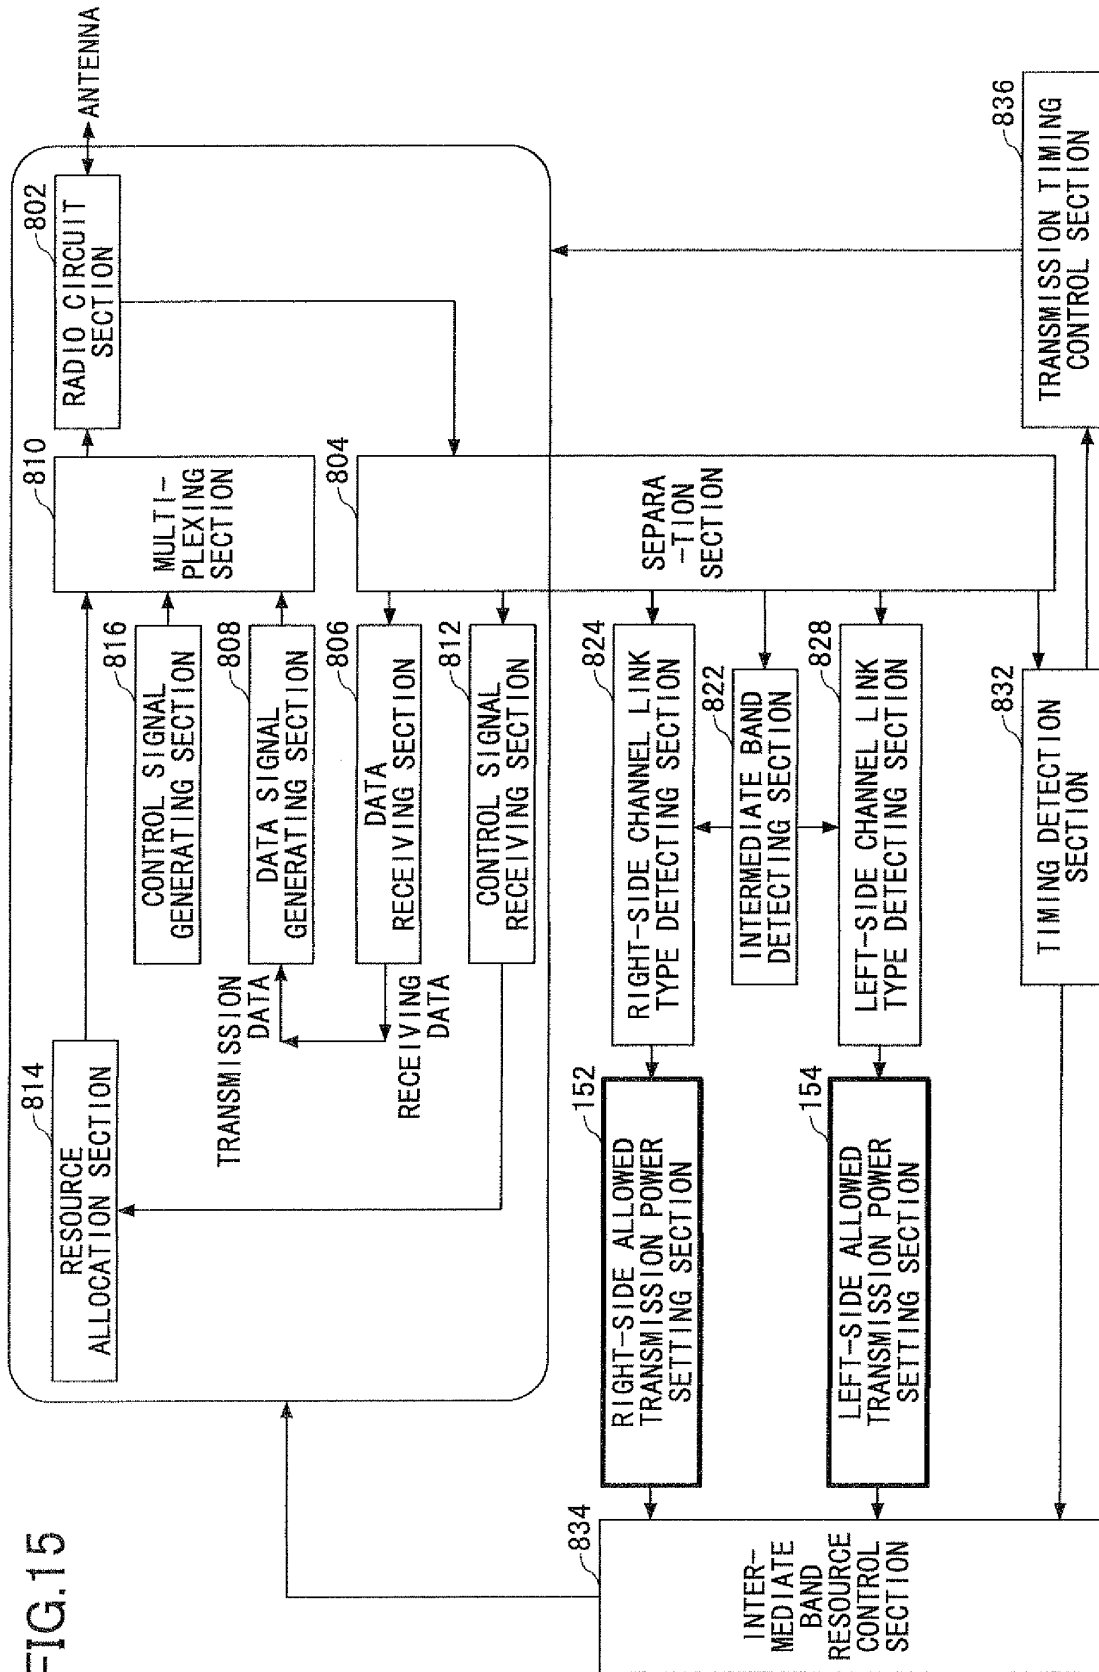 FIG.15
ANTENNA
802
RADIO CIRCUIT
SECTION
810
MULTI-
PLEXING
SECTION
804
SEPARA
-TION
SECTION
816
CONTROL SIGNAL
GENERATING SECTION
808
DATA SIGNAL
GENERATING SECTION
806
DATA
RECEIVING SECTION
812
CONTROL SIGNAL
RECEIVING SECTION
814
RESOURCE
ALLOCATION SECTION
TRANSMISSION
DATA
RECEIVING
DATA
824
RIGHT-SIDE CHANNEL LINK
TYPE DETECTING SECTION
822
INTERMEDIATE BAND
DETECTING SECTION
828
LEFT-SIDE CHANNEL LINK
TYPE DETECTING SECTION
832
TIMING DETECTION
SECTION
836
TRANSMISSION TIMING
CONTROL SECTION
152
RIGHT-SIDE ALLOWED
TRANSMISSION POWER
SETTING SECTION
154
LEFT-SIDE ALLOWED
TRANSMISSION POWER
SETTING SECTION
834
INTER-
MEDIATE
BAND
RESOURCE
CONTROL
SECTION